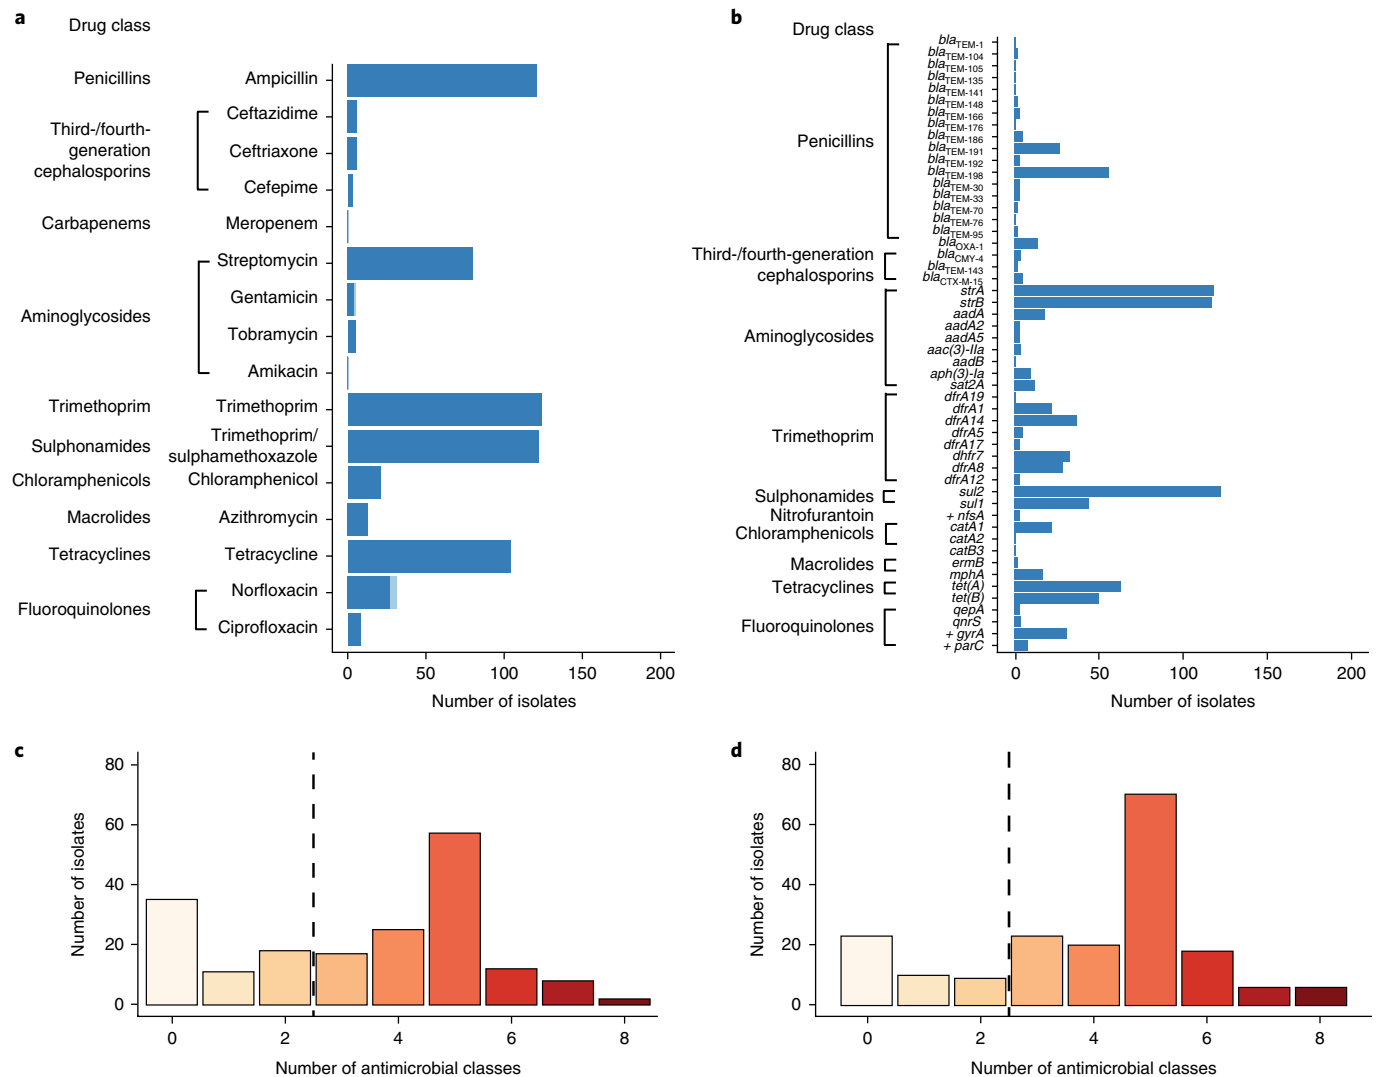 a
Drug class
Penicillins Ampicillin
Third-/fourth-
generation
cephalosporins
Ceftazidime
Ceftriaxone
Cefepime
Carbapenems Meropenem
Aminoglycosides
Streptomycin
Gentamicin
Tobramycin
Amikacin
Trimethoprim Trimethoprim
Sulphonamides Trimethoprim/
sulphamethoxazole
Chloramphenicols Chloramphenicol
Macrolides Azithromycin
Tetracyclines Tetracycline
Fluoroquinolones
Norfloxacin
Ciprofloxacin
0 50 100 150 200
Number of isolates
b
Drug class
Penicillins
blaTEM-1
blaTEM-104
blaTEM-105
blaTEM-135
blaTEM-141
blaTEM-148
blaTEM-166
blaTEM-176
blaTEM-186
blaTEM-191
blaTEM-192
blaTEM-198
blaTEM-30
blaTEM-33
blaTEM-70
blaTEM-76
blaTEM-95
blaOXA-1
Third-/fourth-generation
cephalosporins
blaCMY-4
blaTEM-143
blaCTX-M-15
Aminoglycosides
strA
strB
aadA
aadA2
aadA5
aac(3)-IIa
aadB
aph(3)-Ia
sat2A
Trimethoprim
dfrA19
dfrA1
dfrA14
dfrA5
dfrA17
dhfr7
dfrA8
dfrA12
Sulphonamides
sul2
sul1
Nitrofurantoin + nfsA
Chloramphenicols
catA1
catA2
catB3
Macrolides
ermB
mphA
Tetracyclines
tet(A)
tet(B)
Fluoroquinolones
qepA
qnrS
+ gyrA
+ parC
0 50 100 150 200
Number of isolates
c
Number of isolates
80
60
40
20
0
0 2 4 6 8
Number of antimicrobial classes
d
Number of isolates
80
60
40
20
0
0 2 4 6 8
Number of antimicrobial classes